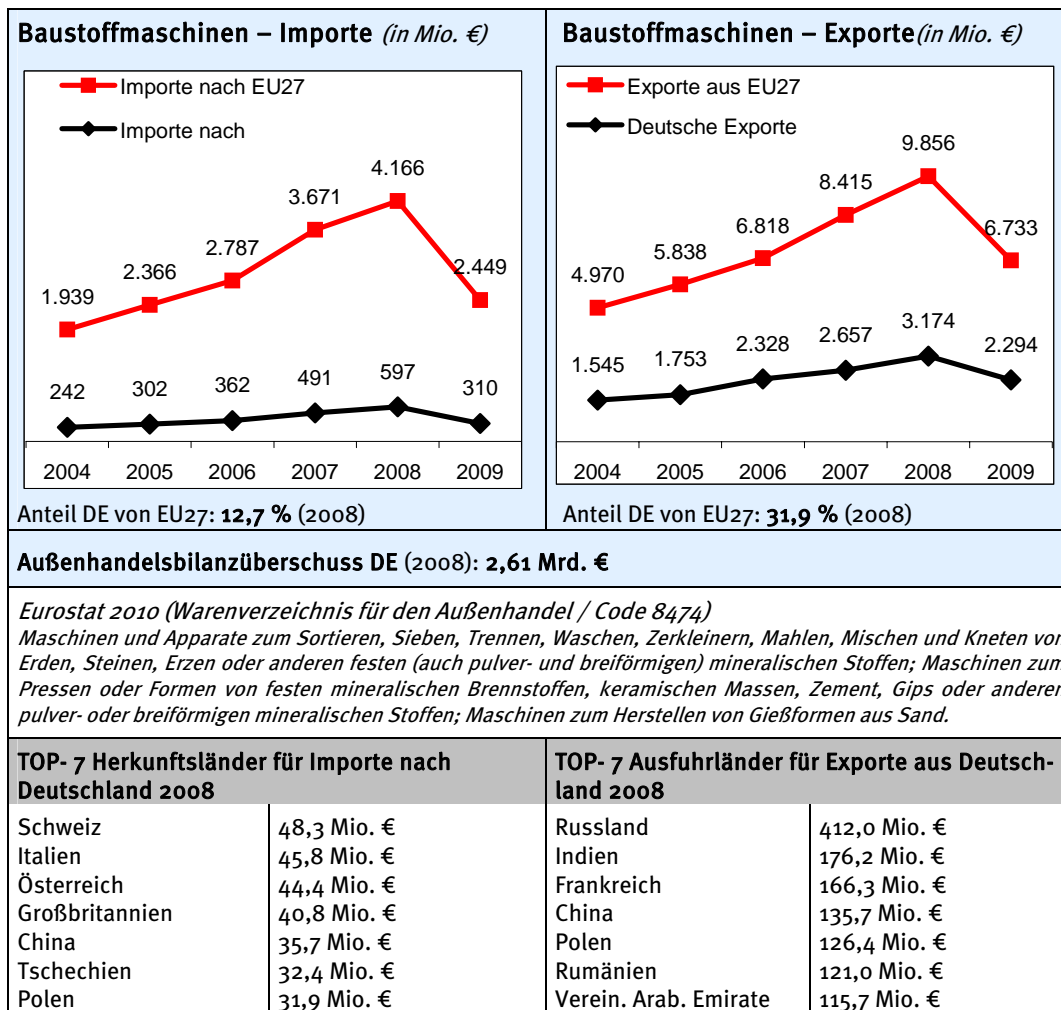 Baustoffmaschinen – Importe (in Mio. €)
Importe nach EU27
Importe nach
4.166
3.671
2.787
2.449
2.366
1.939
597
491
362
310
302
242
2004 2005 2006 2007 2008 2009
Anteil DE von EU27: 12,7 % (2008)
Baustoffmaschinen – Exporte(in Mio. €)
Exporte aus EU27
Deutsche Exporte
9.856
8.415
6.818
6.733
5.838
4.970
3.174
2.657
2.328
2.294
1.753
1.545
2004 2005 2006 2007 2008 2009
Anteil DE von EU27: 31,9 % (2008)
Außenhandelsbilanzüberschuss DE (2008): 2,61 Mrd. €
Eurostat 2010 (Warenverzeichnis für den Außenhandel / Code 8474)
Maschinen und Apparate zum Sortieren, Sieben, Trennen, Waschen, Zerkleinern, Mahlen, Mischen und Kneten von
Erden, Steinen, Erzen oder anderen festen (auch pulver- und breiförmigen) mineralischen Stoffen; Maschinen zum
Pressen oder Formen von festen mineralischen Brennstoffen, keramischen Massen, Zement, Gips oder anderen
pulver- oder breiförmigen mineralischen Stoffen; Maschinen zum Herstellen von Gießformen aus Sand.
TOP- 7 Herkunftsländer für Importe nach
Deutschland 2008
Schweiz 48,3 Mio. €
Italien 45,8 Mio. €
Österreich 44,4 Mio. €
Großbritannien 40,8 Mio. €
China 35,7 Mio. €
Tschechien 32,4 Mio. €
Polen 31,9 Mio. €
TOP- 7 Ausfuhrländer für Exporte aus Deutsch-
land 2008
Russland 412,0 Mio. €
Indien 176,2 Mio. €
Frankreich 166,3 Mio. €
China 135,7 Mio. €
Polen 126,4 Mio. €
Rumänien 121,0 Mio. €
Verein. Arab. Emirate 115,7 Mio. €